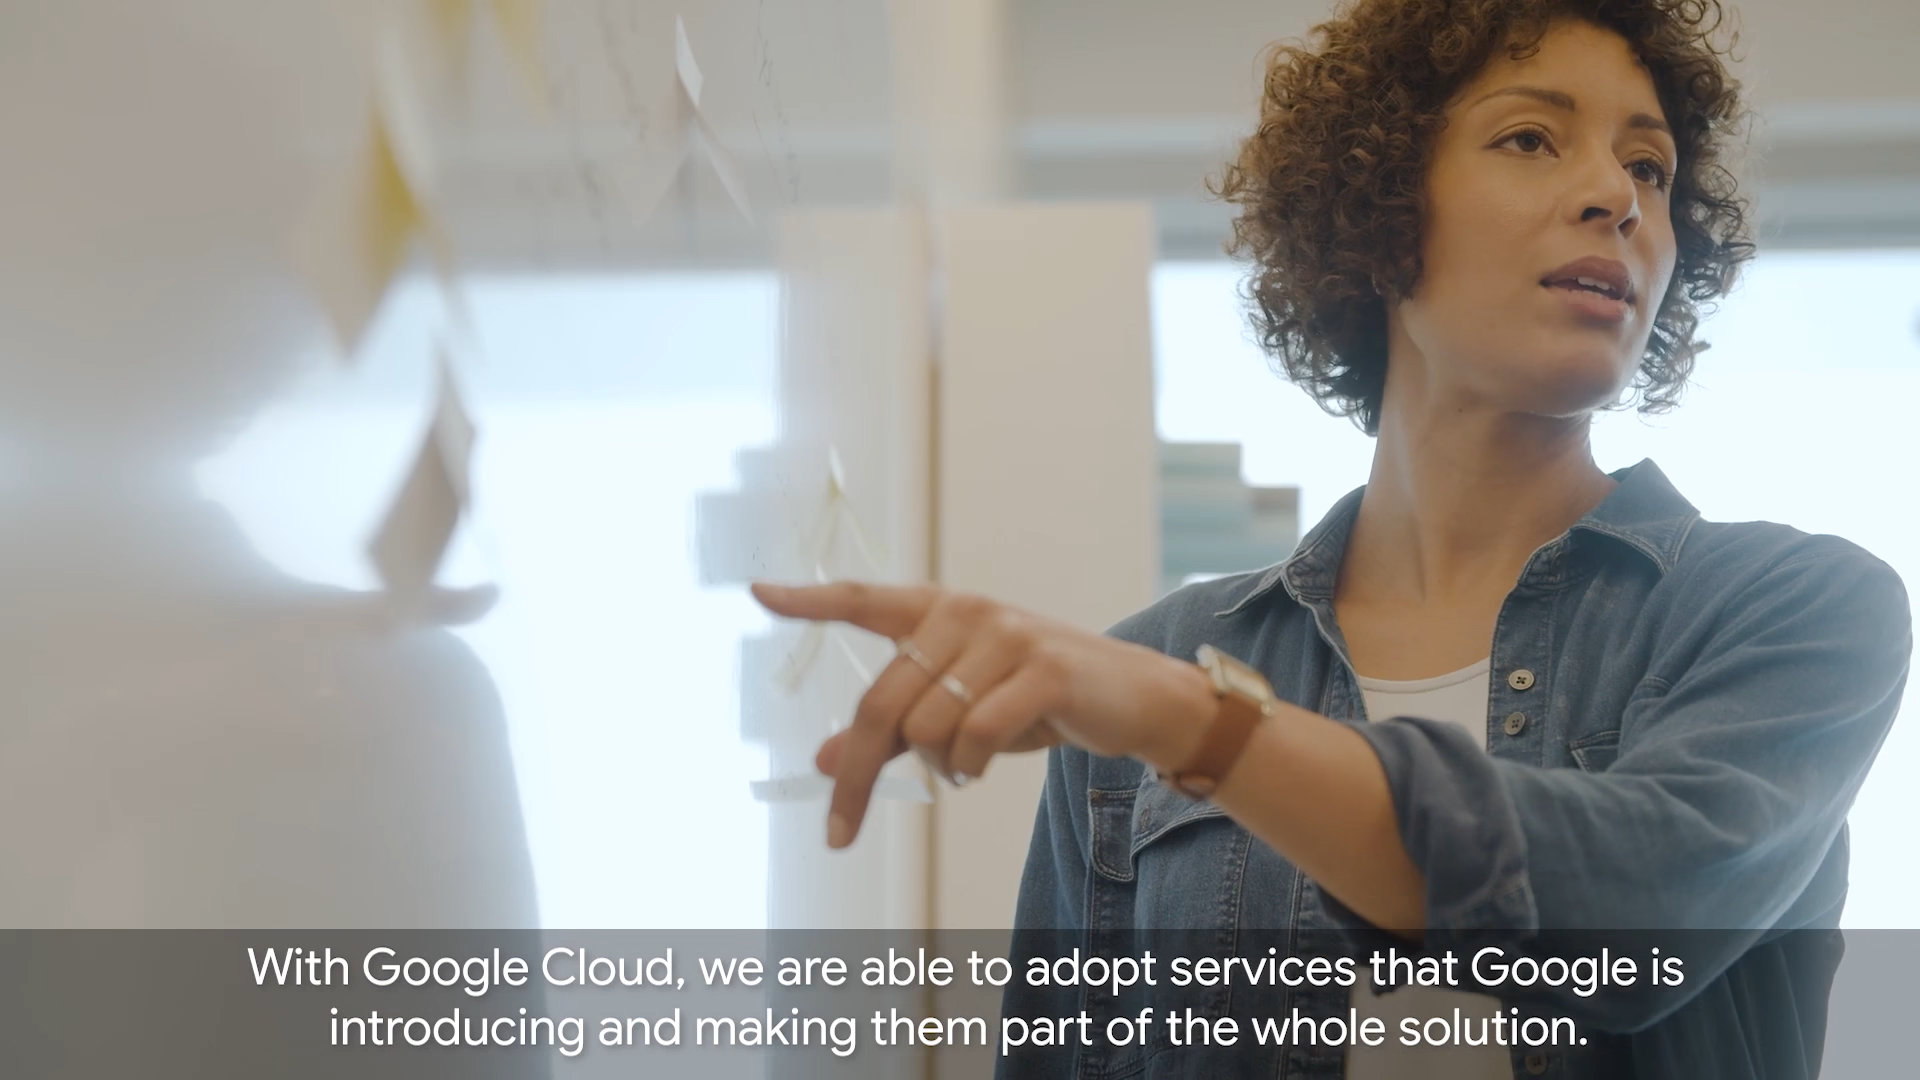 With Google Cloud, we are able to adopt services that Google is
introducing and making them part of the whole solution.